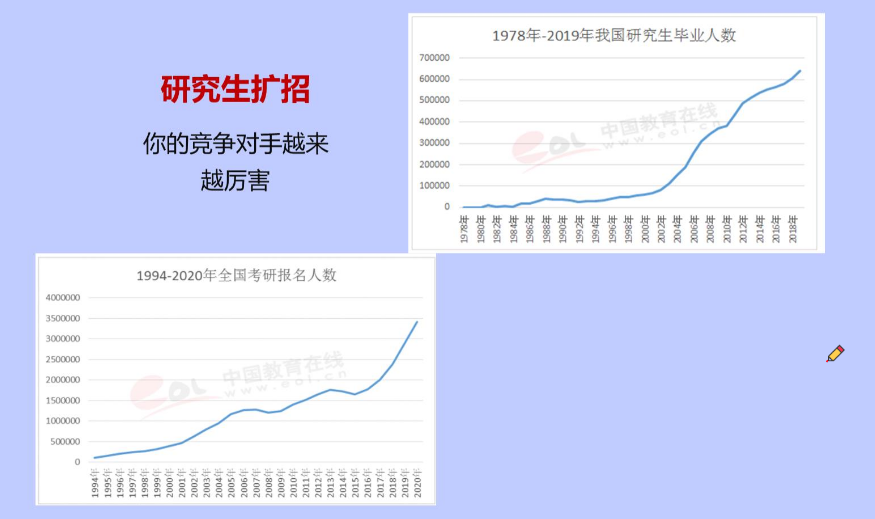 研究生扩招
你的竞争对手越来
越厉害
1978年-2019年我国研究生毕业人数
700000
600000
500000
400000
300000
200000
100000
0
1978年
1980年
1982年
1984年
1986年
1988年
1990年
1992年
1994年
1996年
1998年
2000年
2002年
2004年
2006年
2008年
2010年
2012年
2014年
2016年
2018年
eol 中国教育在线
www.eol.cn
1994-2020年全国考研报名人数
4000000
3500000
3000000
2500000
2000000
1500000
1000000
500000
0
1994年
1995年
1996年
1997年
1998年
1999年
2000年
2001年
2002年
2003年
2004年
2005年
2006年
2007年
2008年
2009年
2010年
2011年
2012年
2013年
2014年
2015年
2016年
2017年
2018年
2019年
2020年
eol 中国教育在线
www.eol.cn